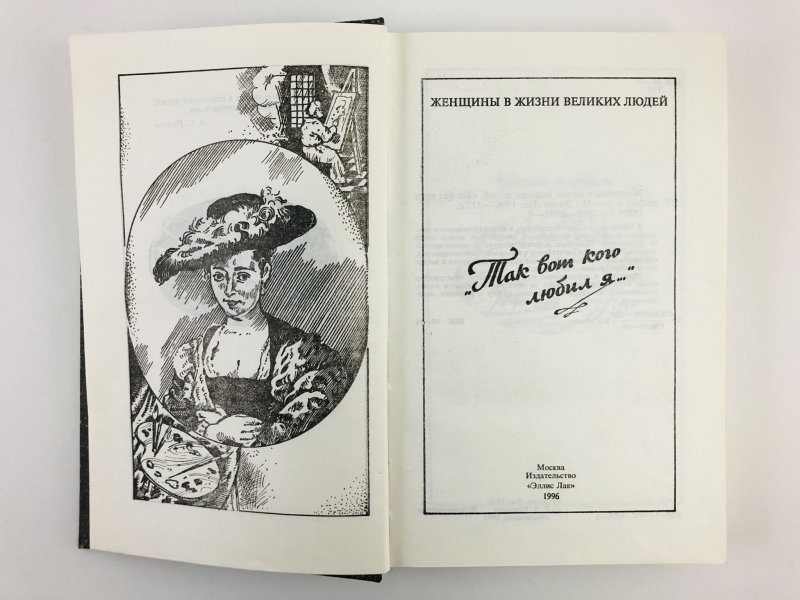 ЖЕНЩИНЫ В ЖИЗНИ ВЕЛИКИХ ЛЮДЕЙ
„Так вот кого
любил я..."
Москва
Издательство
«Эллис Лак»
1996